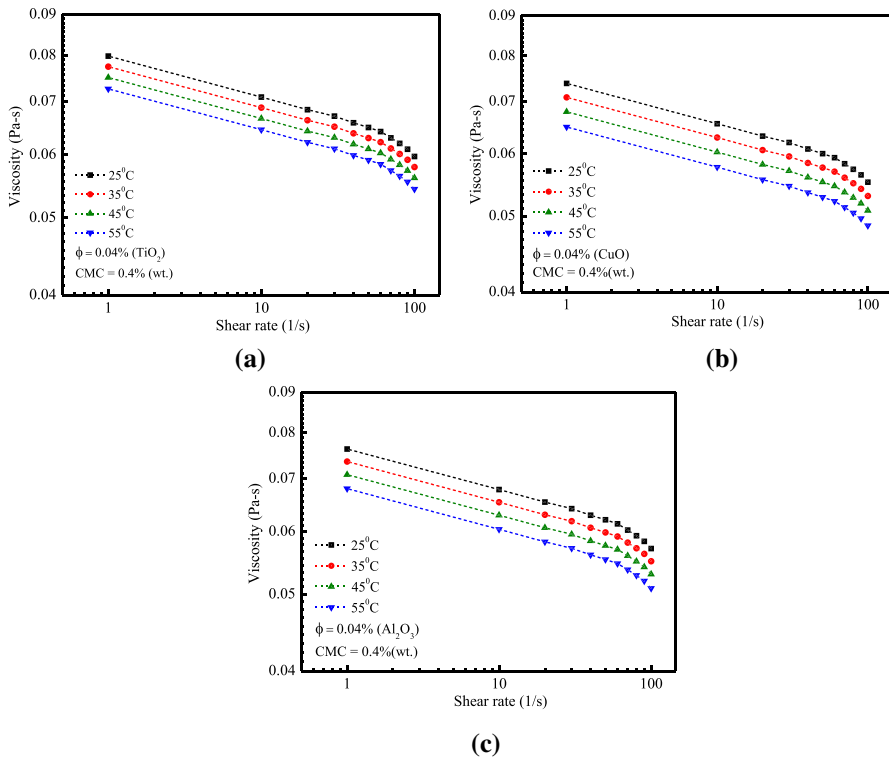 0.09
0.08
0.07
0.06
0.05
0.04
Viscosity (Pa-s)
25⁰C
35⁰C
45⁰C
55⁰C
ϕ = 0.04% (TiO₂)
CMC = 0.4% (wt.)
1 10 100
Shear rate (1/s)
(a)
0.09
0.08
0.07
0.06
0.05
0.04
Viscosity (Pa-s)
25⁰C
35⁰C
45⁰C
55⁰C
ϕ = 0.04% (CuO)
CMC = 0.4%(wt.)
1 10 100
Shear rate (1/s)
(b)
0.09
0.08
0.07
0.06
0.05
0.04
Viscosity (Pa-s)
25⁰C
35⁰C
45⁰C
55⁰C
ϕ = 0.04% (Al₂O₃)
CMC = 0.4%(wt.)
1 10 100
Shear rate (1/s)
(c)